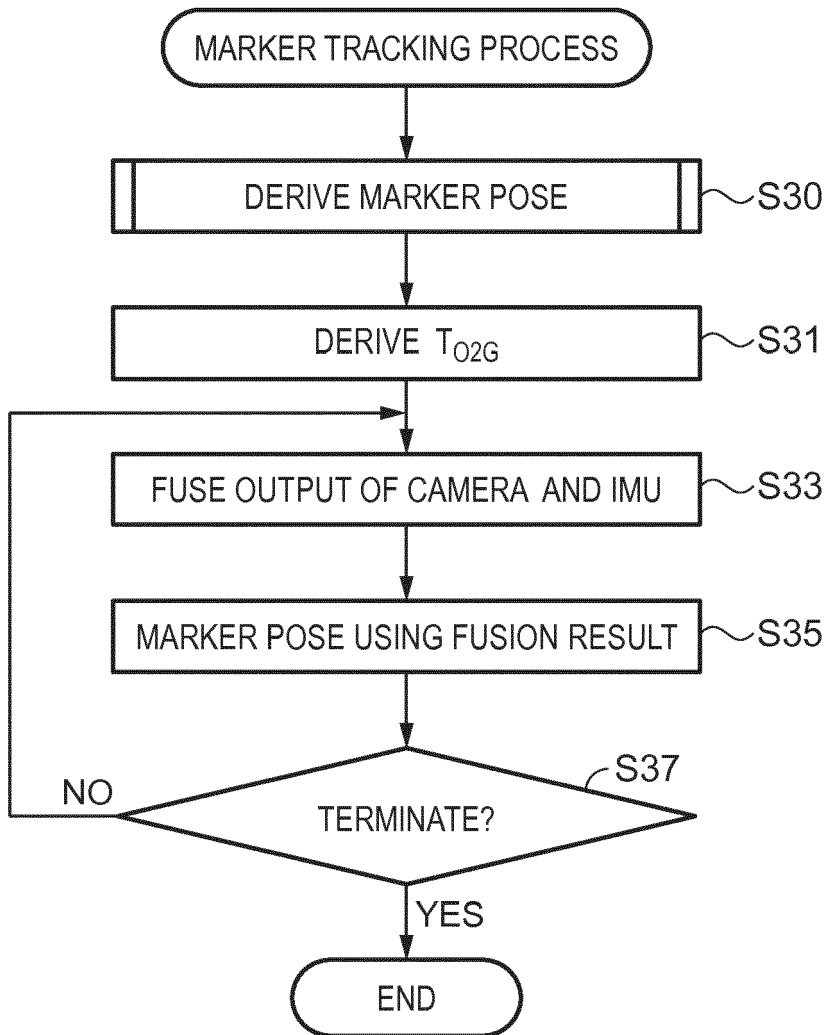 MARKER TRACKING PROCESS
DERIVE MARKER POSE
S30
DERIVE T_O2G
S31
FUSE OUTPUT OF CAMERA AND IMU
S33
MARKER POSE USING FUSION RESULT
S35
S37
NO
TERMINATE?
YES
END